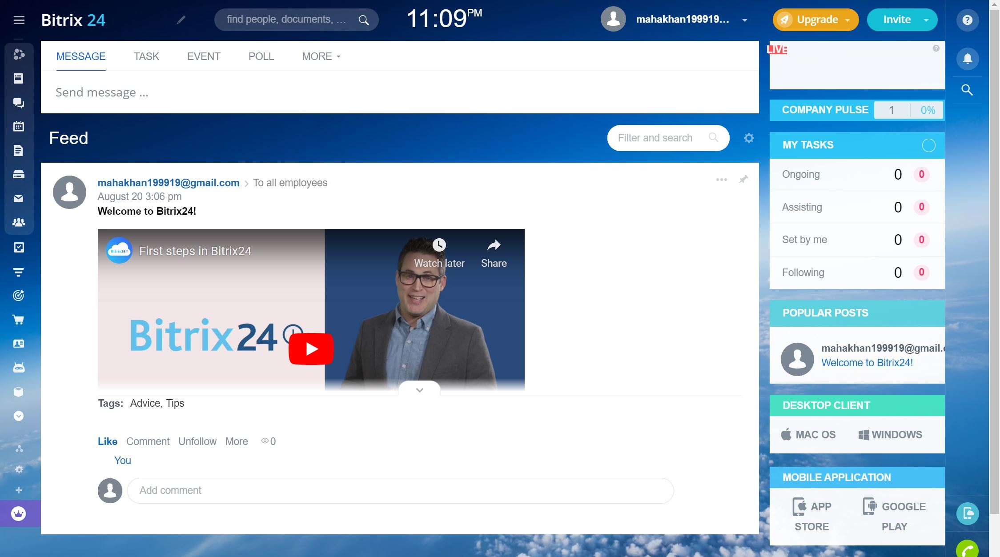 Bitrix 24
find people, documents, ...
11:09 PM
mahakhan199919...
Upgrade
Invite
MESSAGE TASK EVENT POLL MORE
Send message ...
LIVE
COMPANY PULSE 1 0%
Feed
Filter and search
mahakhan199919@gmail.com To all employees
August 20 3:06 pm
Welcome to Bitrix24!
Bitrix24
First steps in Bitrix24
Watch later
Share
Bitrix24
Tags: Advice, Tips
Like Comment Unfollow More 0
You
Add comment
MY TASKS
Ongoing 0 0
Assisting 0 0
Set by me 0 0
Following 0 0
POPULAR POSTS
mahakhan199919@gmail.
Welcome to Bitrix24!
DESKTOP CLIENT
MAC OS WINDOWS
MOBILE APPLICATION
APP STORE
GOOGLE PLAY